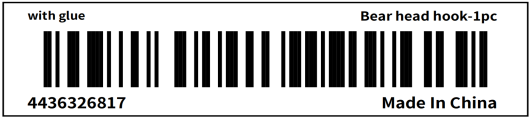 with glue
Bear head hook-1pc
4436326817
Made In China